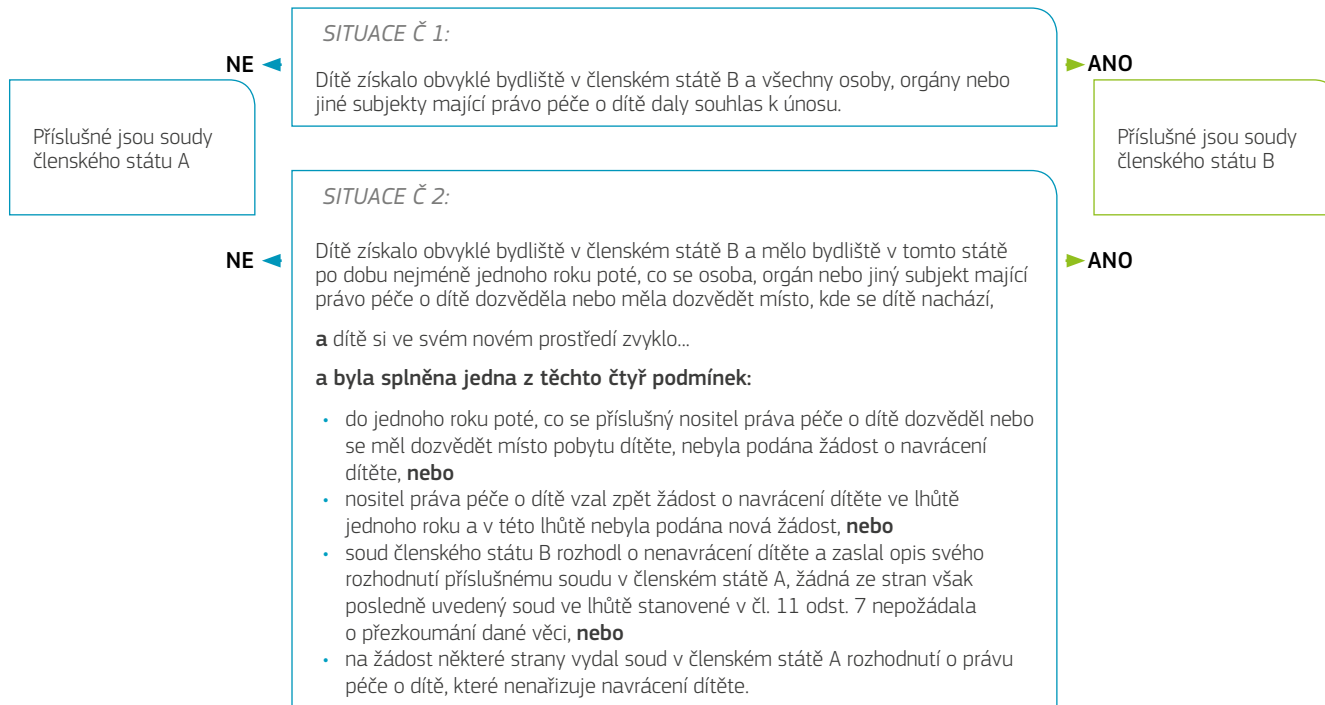 SITUACE Č 1:
NE
ANO
Dítě získalo obvyklé bydliště v členském státě B a všechny osoby, orgány nebo
jiné subjekty mající právo péče o dítě daly souhlas k únosu.
Příslušné jsou soudy
členského státu A
Příslušné jsou soudy
členského státu B
SITUACE Č 2:
NE
ANO
Dítě získalo obvyklé bydliště v členském státě B a mělo bydliště v tomto státě
po dobu nejméně jednoho roku poté, co se osoba, orgán nebo jiný subjekt mající
právo péče o dítě dozvěděla nebo měla dozvědět místo, kde se dítě nachází,
a dítě si ve svém novém prostředí zvyklo...
a byla splněna jedna z těchto čtyř podmínek:
• do jednoho roku poté, co se příslušný nositel práva péče o dítě dozvěděl nebo
se měl dozvědět místo pobytu dítěte, nebyla podána žádost o navrácení
dítěte, nebo
• nositel práva péče o dítě vzal zpět žádost o navrácení dítěte ve lhůtě
jednoho roku a v této lhůtě nebyla podána nová žádost, nebo
• soud členského státu B rozhodl o nenavrácení dítěte a zaslal opis svého
rozhodnutí příslušnému soudu v členském státě A, žádná ze stran však
posledně uvedený soud ve lhůtě stanovené v čl. 11 odst. 7 nepožádala
o přezkoumání dané věci, nebo
• na žádost některé strany vydal soud v členském státě A rozhodnutí o právu
péče o dítě, které nenařizuje navrácení dítěte.